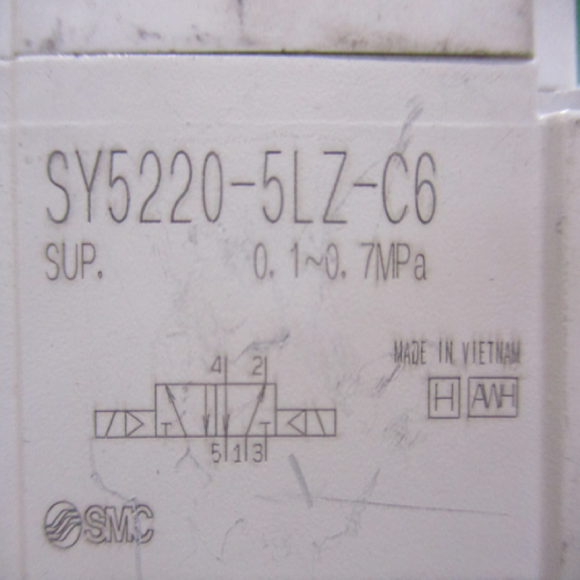 SY5220-5LZ-C6
SUP. 0.1~0.7MPa
MADE IN VIETNAM
H AWH
4 2
5 1 3
SMC